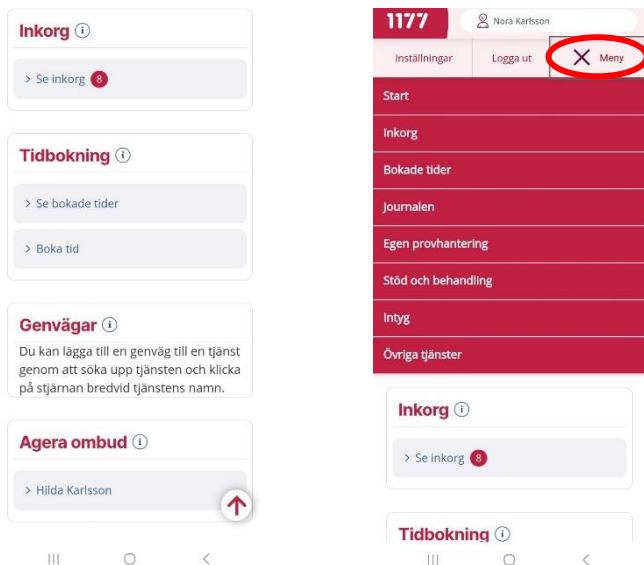 Inkorg
> Se inkorg 8
Tidbokning
> Se bokade tider
> Boka tid
Genvägar
Du kan lägga till en genväg till en tjänst
genom att söka upp tjänsten och klicka
på stjärnan bredvid tjänstens namn.
Agera ombud
> Hilda Karlsson
1177
Nora Karlsson
Inställningar
Logga ut
Meny
Start
Inkorg
Bokade tider
Journalen
Egen provhantering
Stöd och behandling
Intyg
Övriga tjänster
Inkorg
> Se inkorg 8
Tidbokning